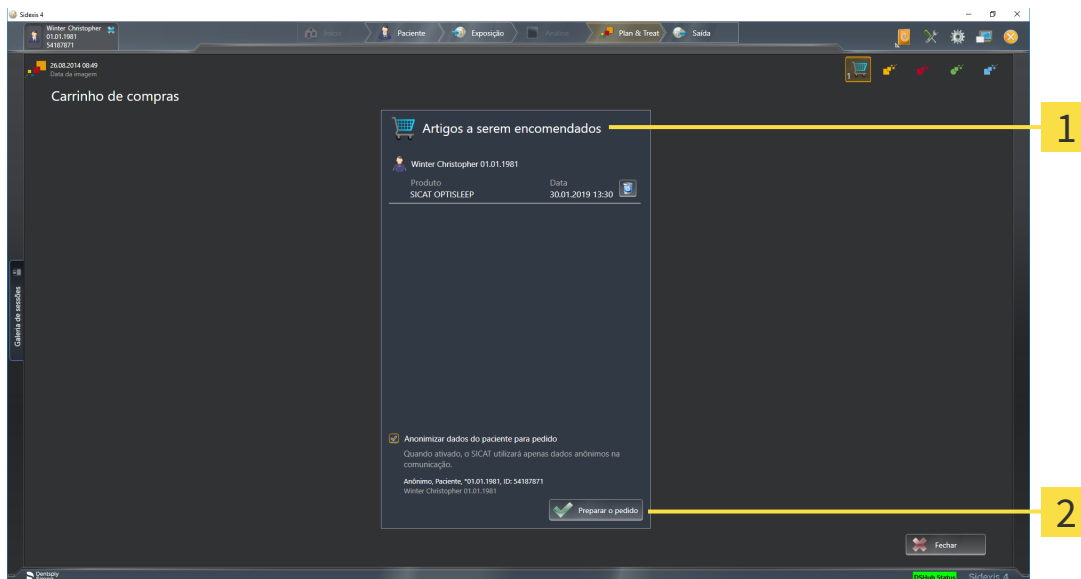 Sidexis 4
Winter Christopher
01.01.1981
54187871
Início
Paciente
Exposição
Análise
Plan & Treat
Saída
26.08.2014 08:49
Data da imagem
1
Carrinho de compras
Artigos a serem encomendados
1
Winter Christopher 01.01.1981
Produto
Data
SICAT OPTISLEEP
30.01.2019 13:30
Galeria de sessões
Anonimizar dados do paciente para pedido
Quando ativado, o SICAT utilizará apenas dados anônimos na
comunicação.
Anônimo, Paciente, *01.01.1981, ID: 54187871
Winter Christopher 01.01.1981
Preparar o pedido
2
Fechar
Dentsply
Sirona
DSHub Status
Sidexis 4